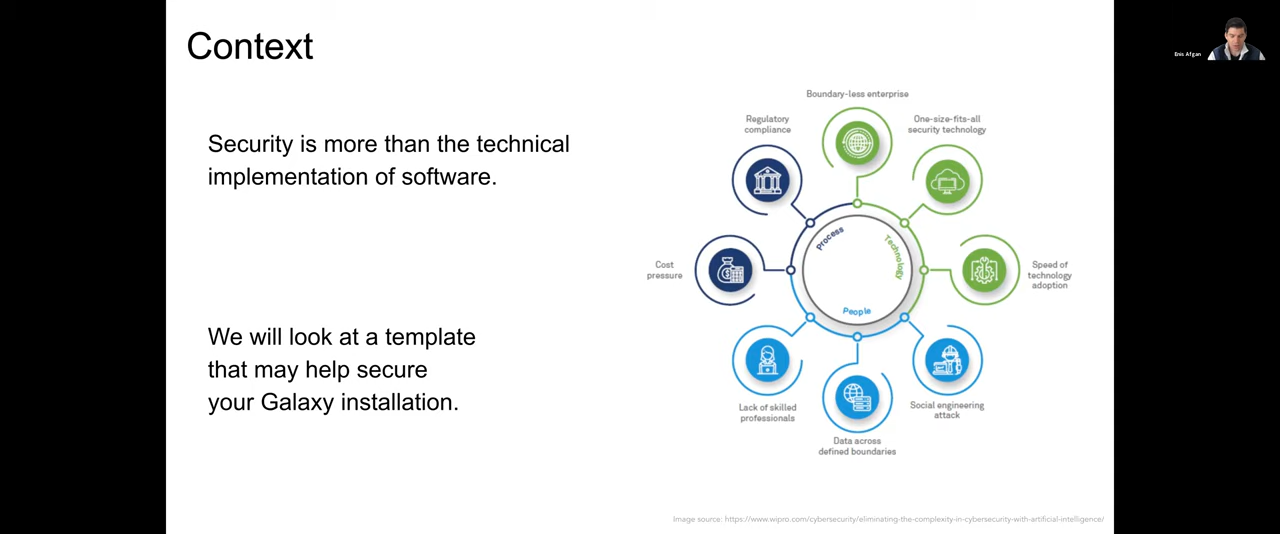 Context
Security is more than the technical
implementation of software.
We will look at a template
that may help secure
your Galaxy installation.
Boundary-less enterprise
Regulatory
compliance
One-size-fits-all
security technology
Cost
pressure
Process
Technology
People
Speed of
technology
adoption
Lack of skilled
professionals
Data across
defined boundaries
Social engineering
attack
Image source: https://www.wipro.com/cybersecurity/eliminating-the-complexity-in-cybersecurity-with-artificial-intelligence/
Enis Afgan